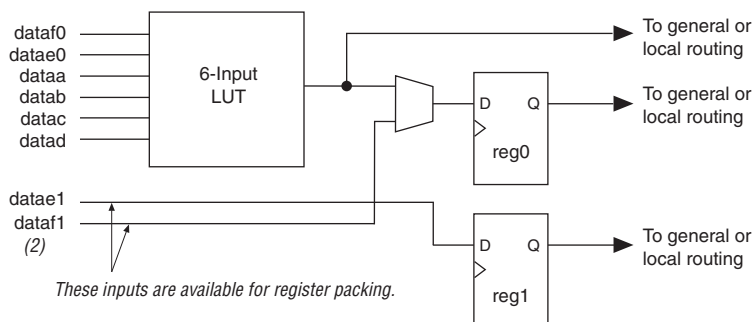 dataf0
datae0
dataa
datab
datac
datad
6-Input
LUT
To general or
local routing
D Q
reg0
To general or
local routing
datae1
dataf1
(2)
These inputs are available for register packing.
D Q
reg1
To general or
local routing